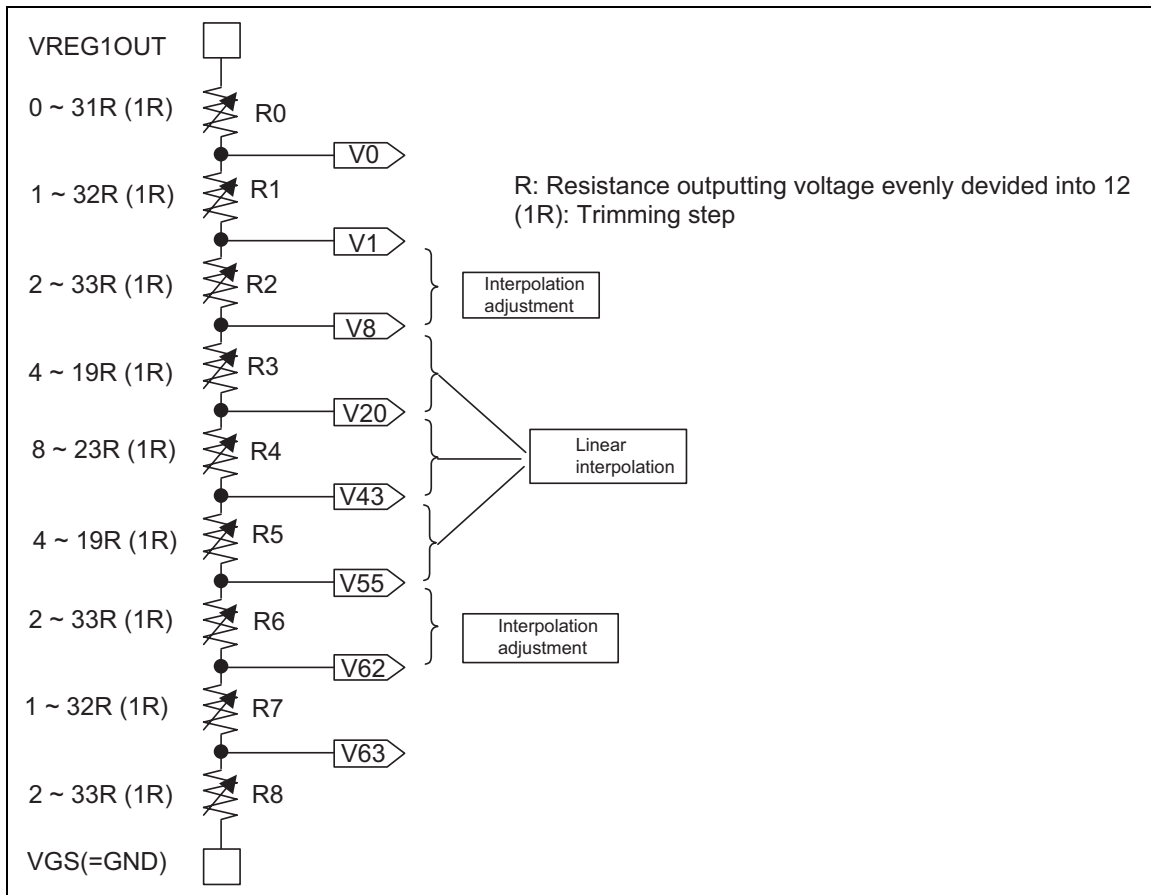 VREG1OUT
0 ~ 31R (1R)
R0
V0
1 ~ 32R (1R)
R1
R: Resistance outputting voltage evenly devided into 12
(1R): Trimming step
V1
2 ~ 33R (1R)
R2
Interpolation
adjustment
V8
4 ~ 19R (1R)
R3
V20
8 ~ 23R (1R)
R4
Linear
interpolation
V43
4 ~ 19R (1R)
R5
V55
2 ~ 33R (1R)
R6
Interpolation
adjustment
V62
1 ~ 32R (1R)
R7
V63
2 ~ 33R (1R)
R8
VGS(=GND)